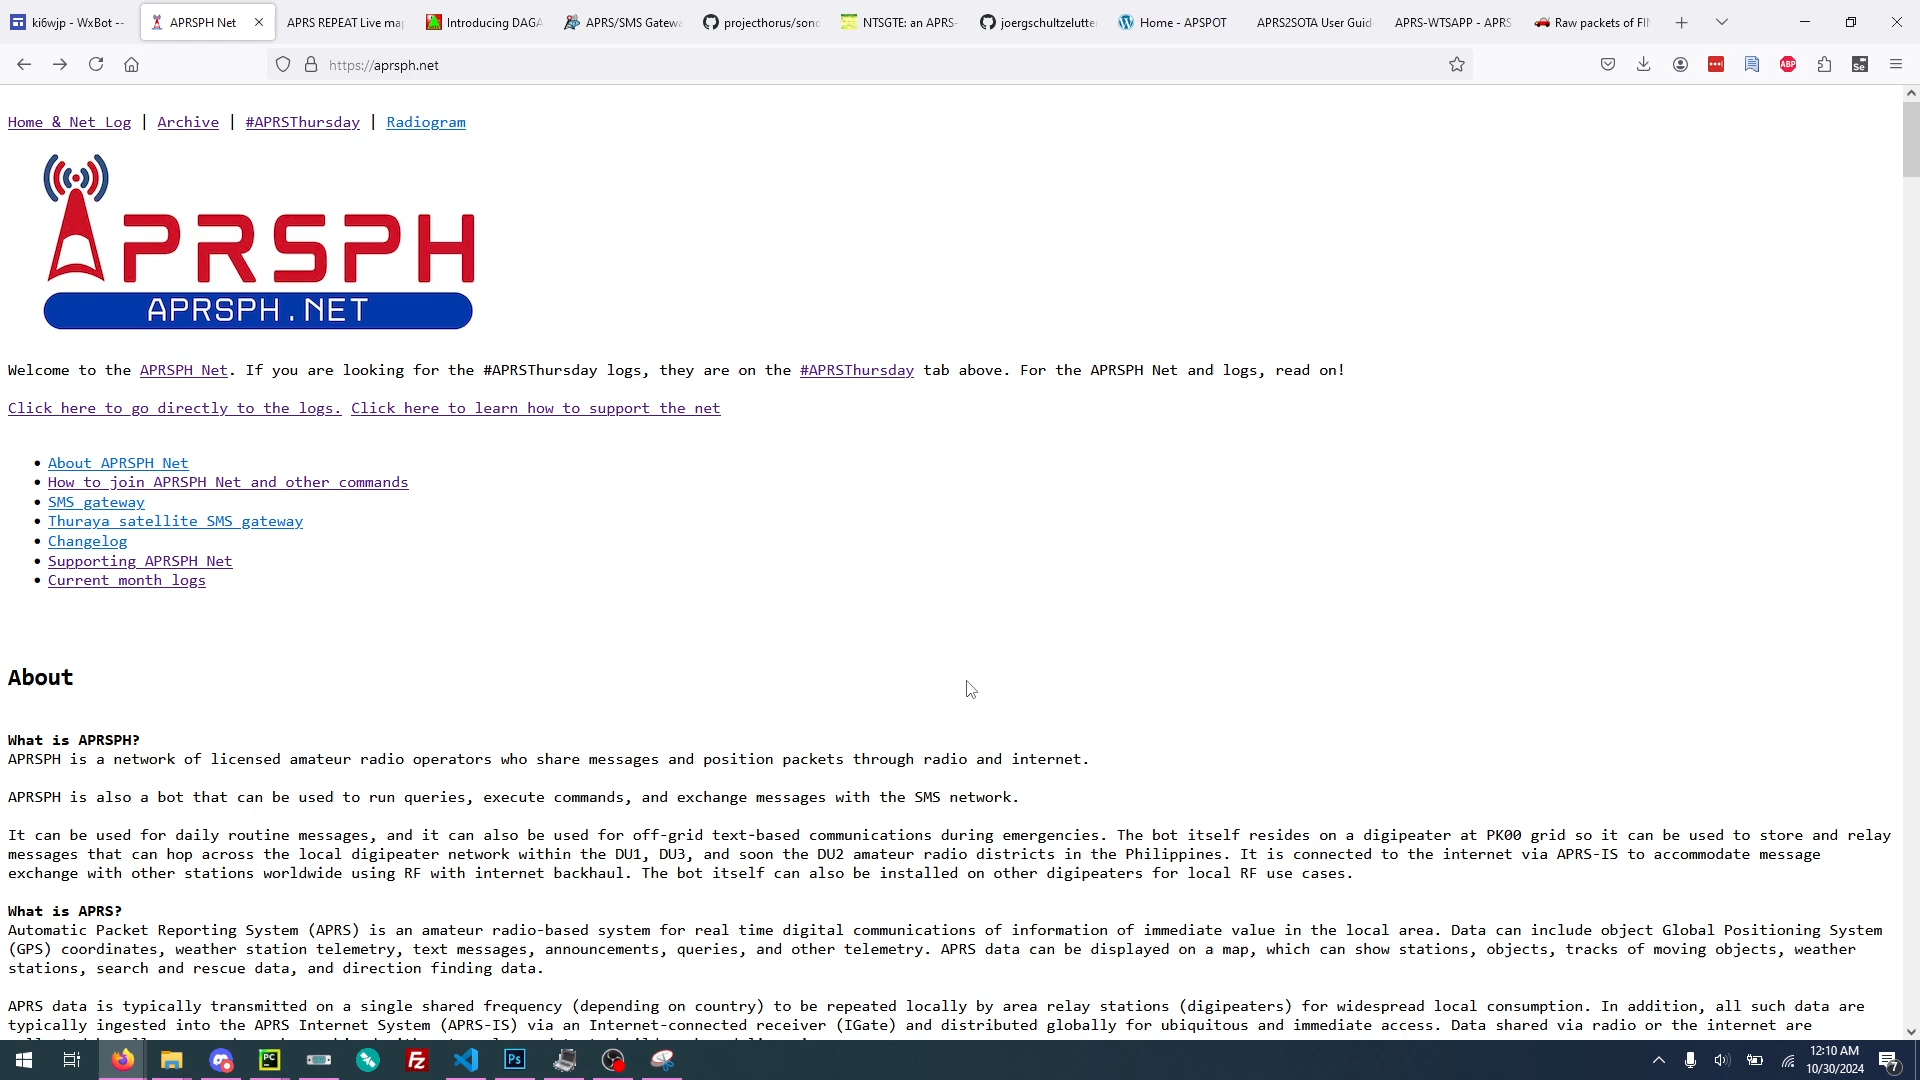 ki6wjp - WxBot --
APRSPH Net
APRS REPEAT Live map
Introducing DAGA
APRS/SMS Gatewa
projecthorus/sond
NTSGTE: an APRS-
joergschultzelutter
Home - APSPOT
APRS2SOTA User Guid
APRS-WTSAPP - APRS
Raw packets of FIN
https://aprsph.net
ABP
Se
Home & Net Log | Archive | #APRSThursday | Radiogram
APRSPH
APRSPH.NET
Welcome to the APRSPH Net. If you are looking for the #APRSThursday logs, they are on the #APRSThursday tab above. For the APRSPH Net and logs, read on!
Click here to go directly to the logs. Click here to learn how to support the net
• About APRSPH Net
• How to join APRSPH Net and other commands
• SMS gateway
• Thuraya satellite SMS gateway
• Changelog
• Supporting APRSPH Net
• Current month logs
About
What is APRSPH?
APRSPH is a network of licensed amateur radio operators who share messages and position packets through radio and internet.
APRSPH is also a bot that can be used to run queries, execute commands, and exchange messages with the SMS network.
It can be used for daily routine messages, and it can also be used for off-grid text-based communications during emergencies. The bot itself resides on a digipeater at PK00 grid so it can be used to store and relay
messages that can hop across the local digipeater network within the DU1, DU3, and soon the DU2 amateur radio districts in the Philippines. It is connected to the internet via APRS-IS to accommodate message
exchange with other stations worldwide using RF with internet backhaul. The bot itself can also be installed on other digipeaters for local RF use cases.
What is APRS?
Automatic Packet Reporting System (APRS) is an amateur radio-based system for real time digital communications of information of immediate value in the local area. Data can include object Global Positioning System
(GPS) coordinates, weather station telemetry, text messages, announcements, queries, and other telemetry. APRS data can be displayed on a map, which can show stations, objects, tracks of moving objects, weather
stations, search and rescue data, and direction finding data.
APRS data is typically transmitted on a single shared frequency (depending on country) to be repeated locally by area relay stations (digipeaters) for widespread local consumption. In addition, all such data are
typically ingested into the APRS Internet System (APRS-IS) via an Internet-connected receiver (IGate) and distributed globally for ubiquitous and immediate access. Data shared via radio or the internet are
PC
FZ
Ps
12:10 AM
10/30/2024
7